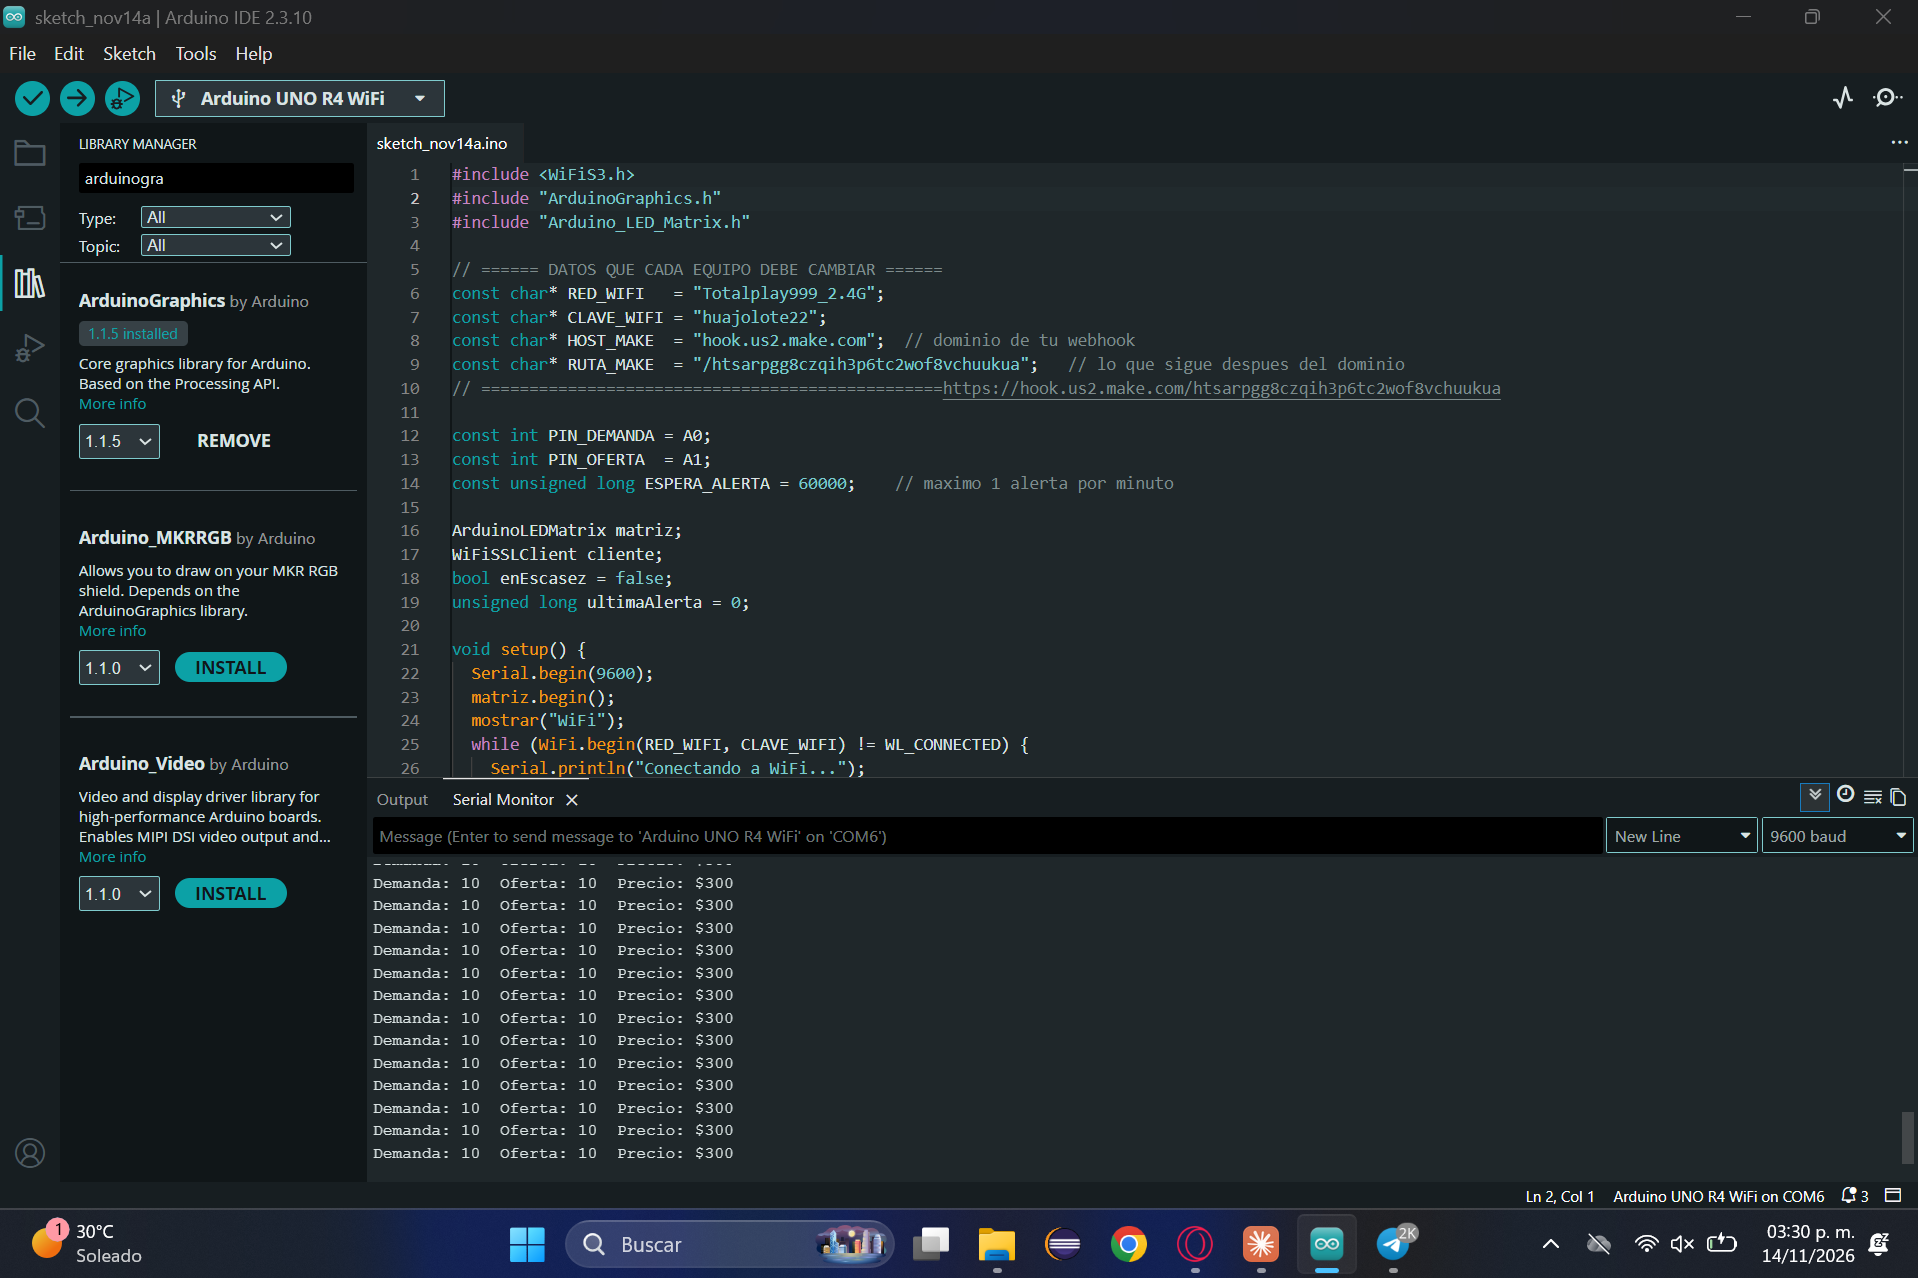 sketch_nov14a | Arduino IDE 2.3.10
File Edit Sketch Tools Help
Arduino UNO R4 WiFi
LIBRARY MANAGER
arduinogra
Type: All
Topic: All
ArduinoGraphics by Arduino
1.1.5 installed
Core graphics library for Arduino.
Based on the Processing API.
More info
1.1.5 REMOVE
Arduino_MKRRGB by Arduino
Allows you to draw on your MKR RGB
shield. Depends on the
ArduinoGraphics library.
More info
1.1.0 INSTALL
Arduino_Video by Arduino
Video and display driver library for
high-performance Arduino boards.
Enables MIPI DSI video output and...
More info
1.1.0 INSTALL
sketch_nov14a.ino
1 #include <WiFiS3.h>
2 #include "ArduinoGraphics.h"
3 #include "Arduino_LED_Matrix.h"
4
5 // ====== DATOS QUE CADA EQUIPO DEBE CAMBIAR ======
6 const char* RED_WIFI   = "Totalplay999_2.4G";
7 const char* CLAVE_WIFI = "huajolote22";
8 const char* HOST_MAKE  = "hook.us2.make.com";  // dominio de tu webhook
9 const char* RUTA_MAKE  = "/htsarpgg8czqih3p6tc2wof8vchuukua";   // lo que sigue despues del dominio
10 // ================================================https://hook.us2.make.com/htsarpgg8czqih3p6tc2wof8vchuukua
11
12 const int PIN_DEMANDA = A0;
13 const int PIN_OFERTA  = A1;
14 const unsigned long ESPERA_ALERTA = 60000;    // maximo 1 alerta por minuto
15
16 ArduinoLEDMatrix matriz;
17 WiFiSSLClient cliente;
18 bool enEscasez = false;
19 unsigned long ultimaAlerta = 0;
20
21 void setup() {
22   Serial.begin(9600);
23   matriz.begin();
24   mostrar("WiFi");
25   while (WiFi.begin(RED_WIFI, CLAVE_WIFI) != WL_CONNECTED) {
26     Serial.println("Conectando a WiFi...");
Output Serial Monitor
Message (Enter to send message to 'Arduino UNO R4 WiFi' on 'COM6')
New Line 9600 baud
Demanda: 10  Oferta: 10  Precio: $300
Demanda: 10  Oferta: 10  Precio: $300
Demanda: 10  Oferta: 10  Precio: $300
Demanda: 10  Oferta: 10  Precio: $300
Demanda: 10  Oferta: 10  Precio: $300
Demanda: 10  Oferta: 10  Precio: $300
Demanda: 10  Oferta: 10  Precio: $300
Demanda: 10  Oferta: 10  Precio: $300
Demanda: 10  Oferta: 10  Precio: $300
Demanda: 10  Oferta: 10  Precio: $300
Demanda: 10  Oferta: 10  Precio: $300
Demanda: 10  Oferta: 10  Precio: $300
Demanda: 10  Oferta: 10  Precio: $300
Ln 2, Col 1 Arduino UNO R4 WiFi on COM6 3
1
30°C
Soleado
Buscar
2K
03:30 p. m.
14/11/2026